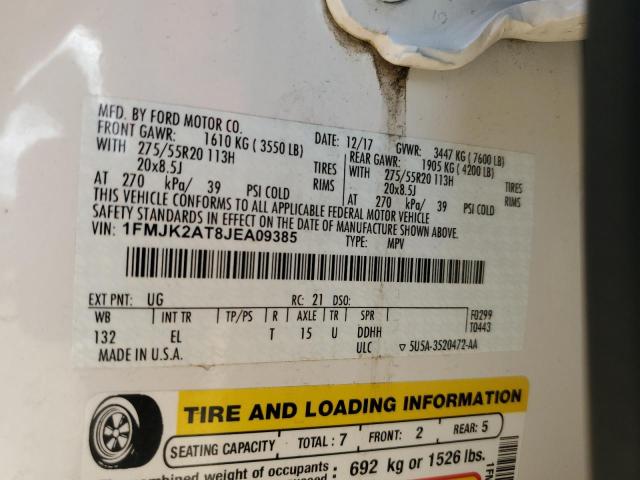 MFD. BY FORD MOTOR CO.
DATE: 12/17 GVWR: 3447 KG ( 7600 LB)
FRONT GAWR: 1610 KG ( 3550 LB) REAR GAWR: 1905 KG ( 4200 LB)
WITH 275/55R20 113H TIRES WITH 275/55R20 113H TIRES
20x8.5J RIMS 20x8.5J RIMS
AT 270 kPa/ 39 PSI COLD AT 270 kPa/ 39 PSI COLD
THIS VEHICLE CONFORMS TO ALL APPLICABLE FEDERAL MOTOR VEHICLE
SAFETY STANDARDS IN EFFECT ON THE DATE OF MANUFACTURE SHOWN ABOVE.
VIN: 1FMJK2AT8JEA09385 TYPE: MPV
EXT PNT: UG RC: 21 DSO:
WB INT TR TP/PS R AXLE TR SPR F0299
132 EL T 15 U DDHH T0443
MADE IN U.S.A. ULC ▽ 5U5A-3520472-AA
TIRE AND LOADING INFORMATION
SEATING CAPACITY TOTAL: 7 FRONT: 2 REAR: 5
combined weight of occupants 692 kg or 1526 lbs.